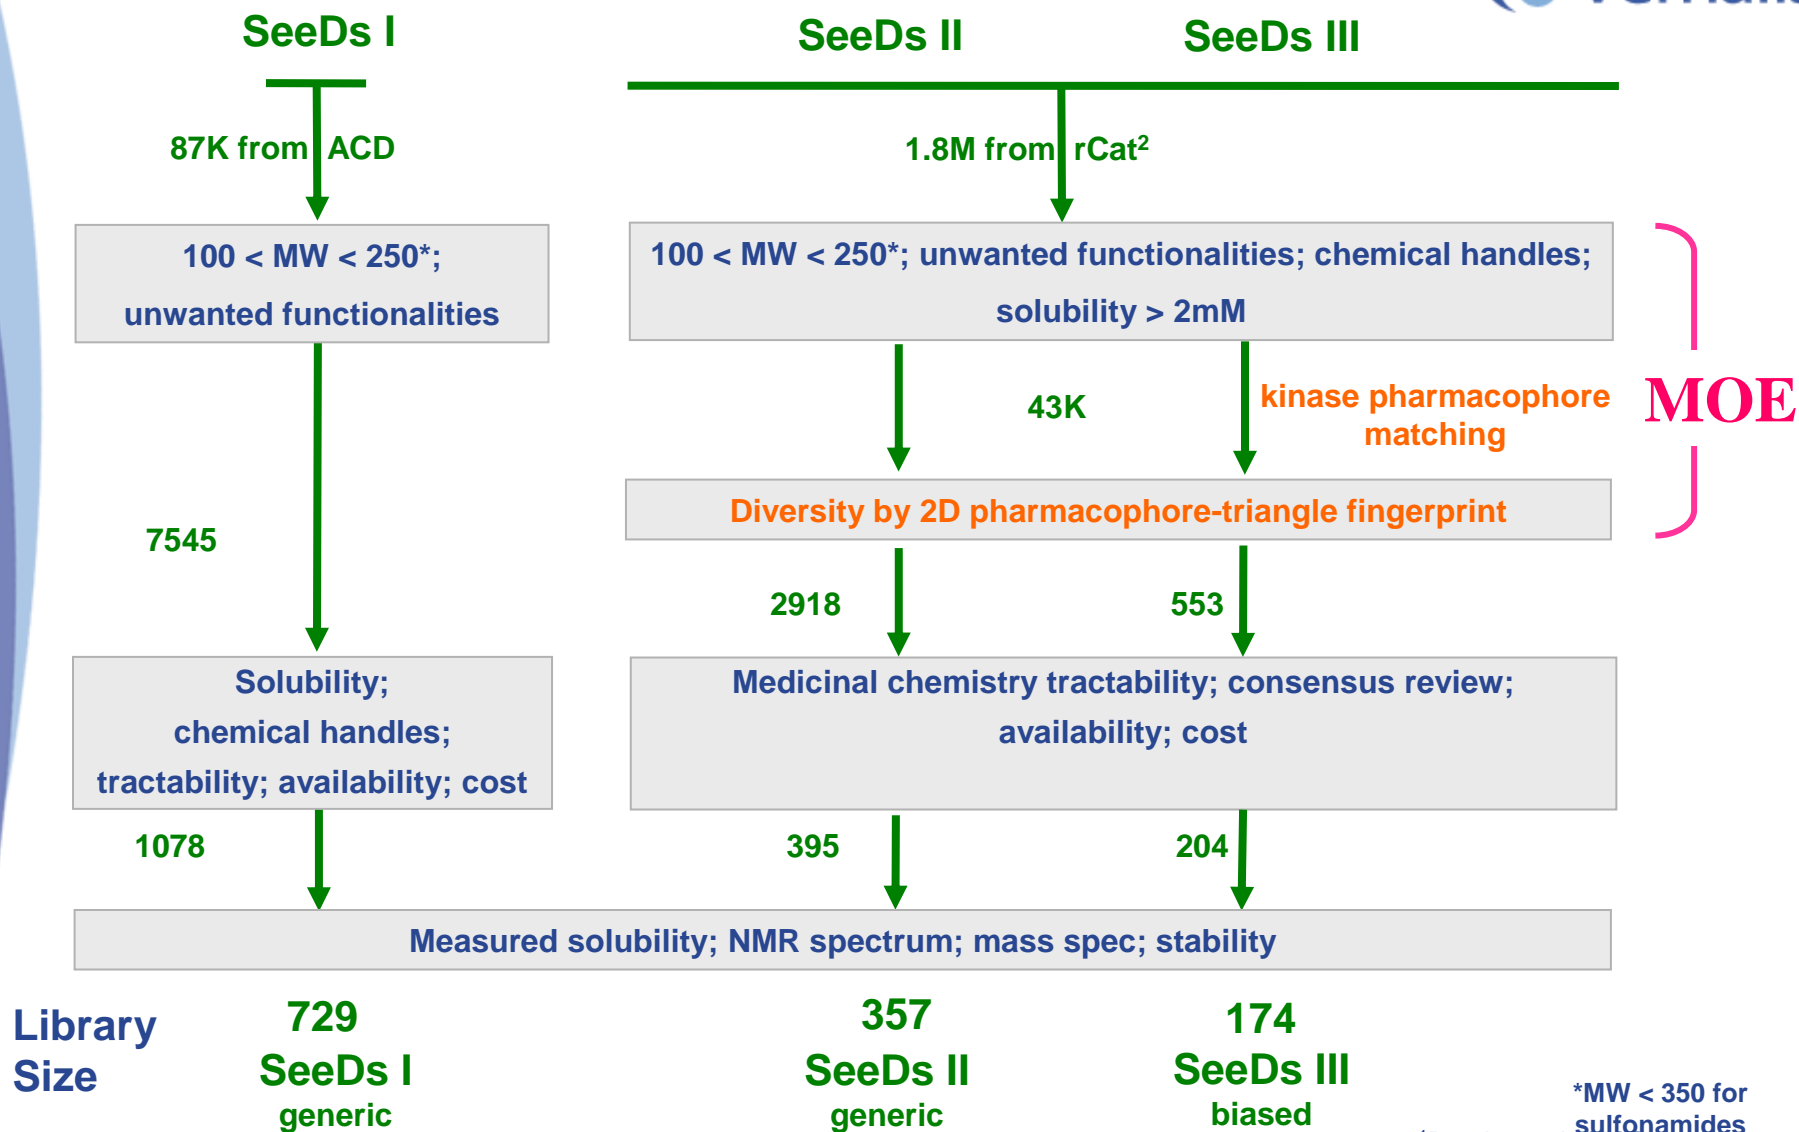 SeeDs I
SeeDs II
SeeDs III
87K from ACD
1.8M from rCat²
100 < MW < 250*;
unwanted functionalities
100 < MW < 250*; unwanted functionalities; chemical handles;
solubility > 2mM
43K
kinase pharmacophore
matching
MOE
Diversity by 2D pharmacophore-triangle fingerprint
7545
2918
553
Solubility;
chemical handles;
tractability; availability; cost
Medicinal chemistry tractability; consensus review;
availability; cost
1078
395
204
Measured solubility; NMR spectrum; mass spec; stability
Library
Size
729
SeeDs I
generic
357
SeeDs II
generic
174
SeeDs III
biased
*MW < 350 for
sulfonamides